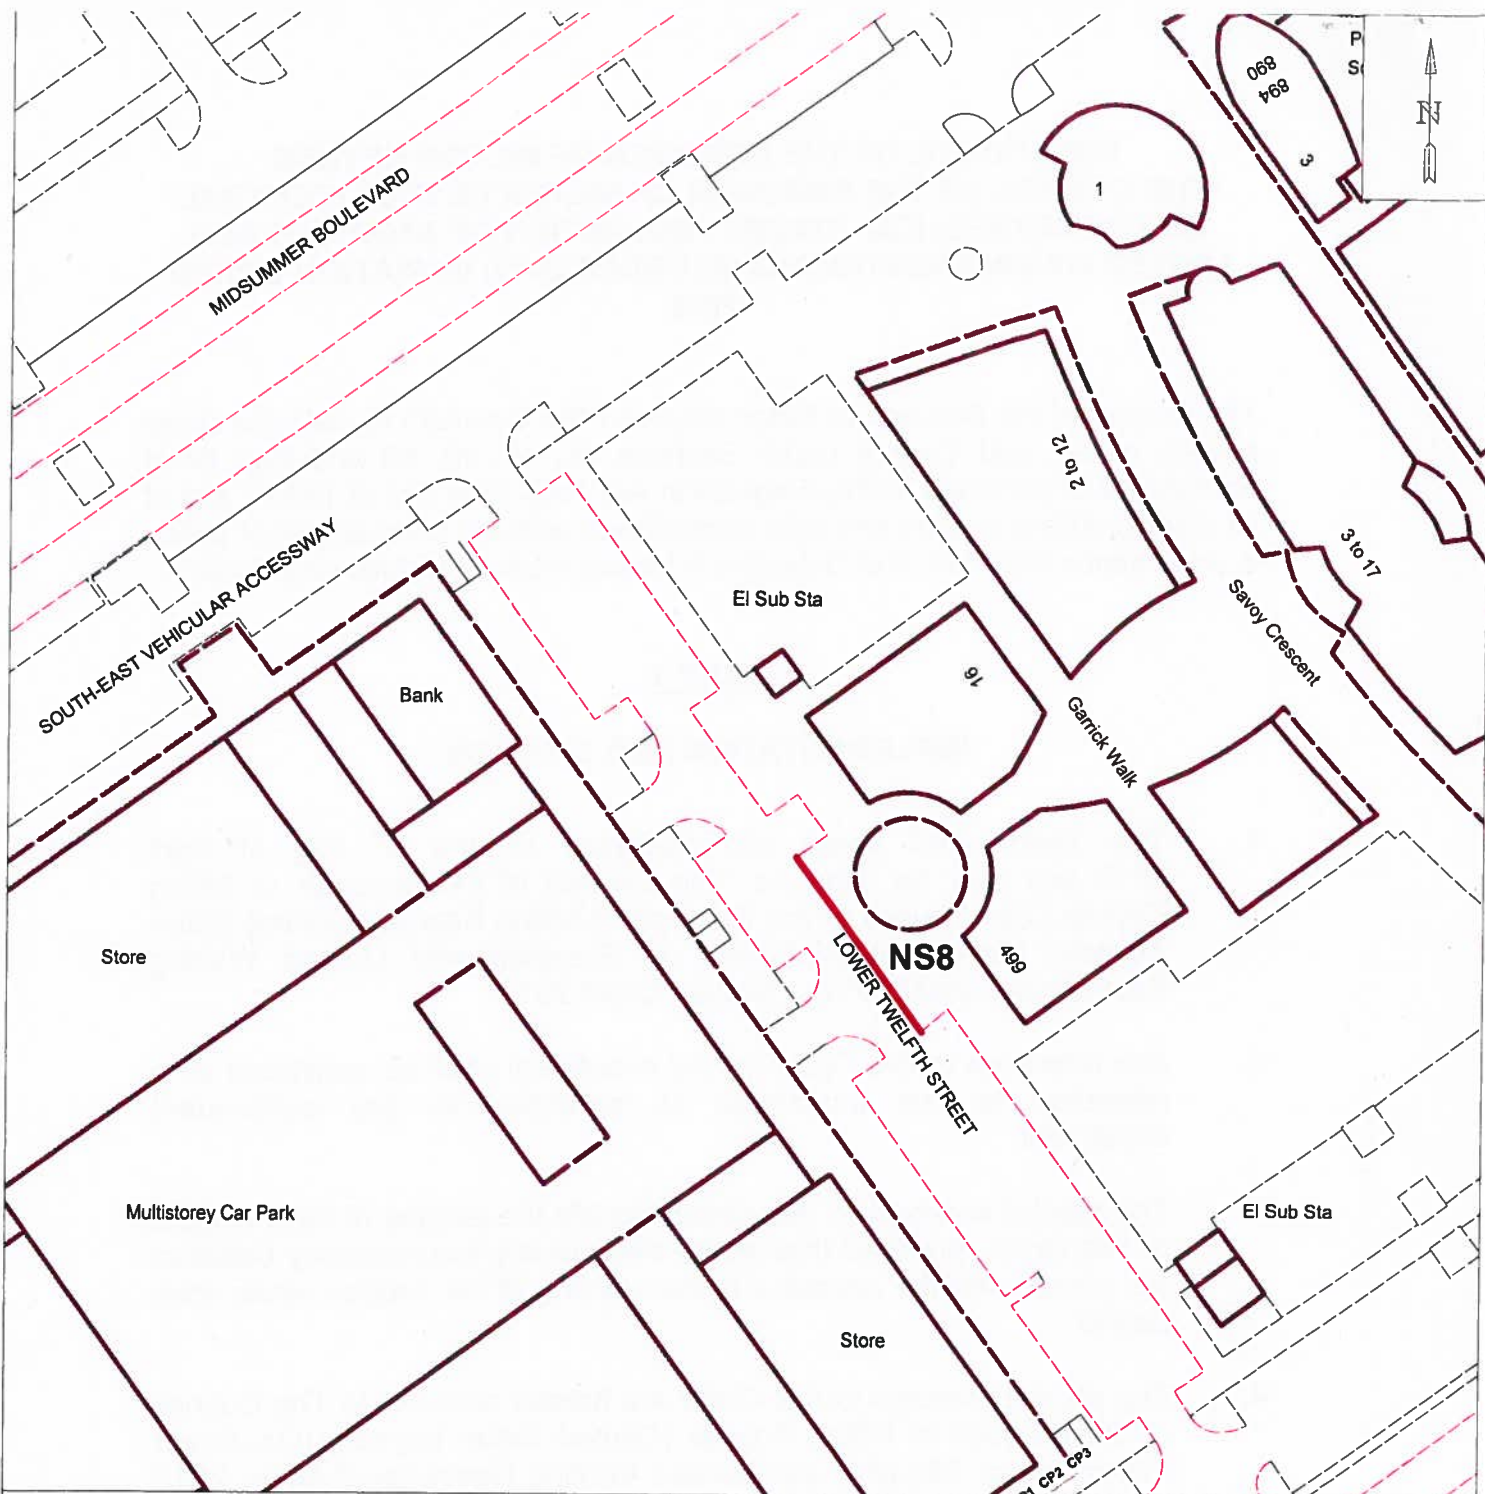 P
S
N
890
894
3
1
MIDSUMMER BOULEVARD
2 to 12
3 to 17
SOUTH-EAST VEHICULAR ACCESSWAY
El Sub Sta
Savoy Crescent
Bank
16
Garrick Walk
Store
LOWER TWELFTH STREET
NS8
499
Multistorey Car Park
El Sub Sta
Store
CP2 CP3